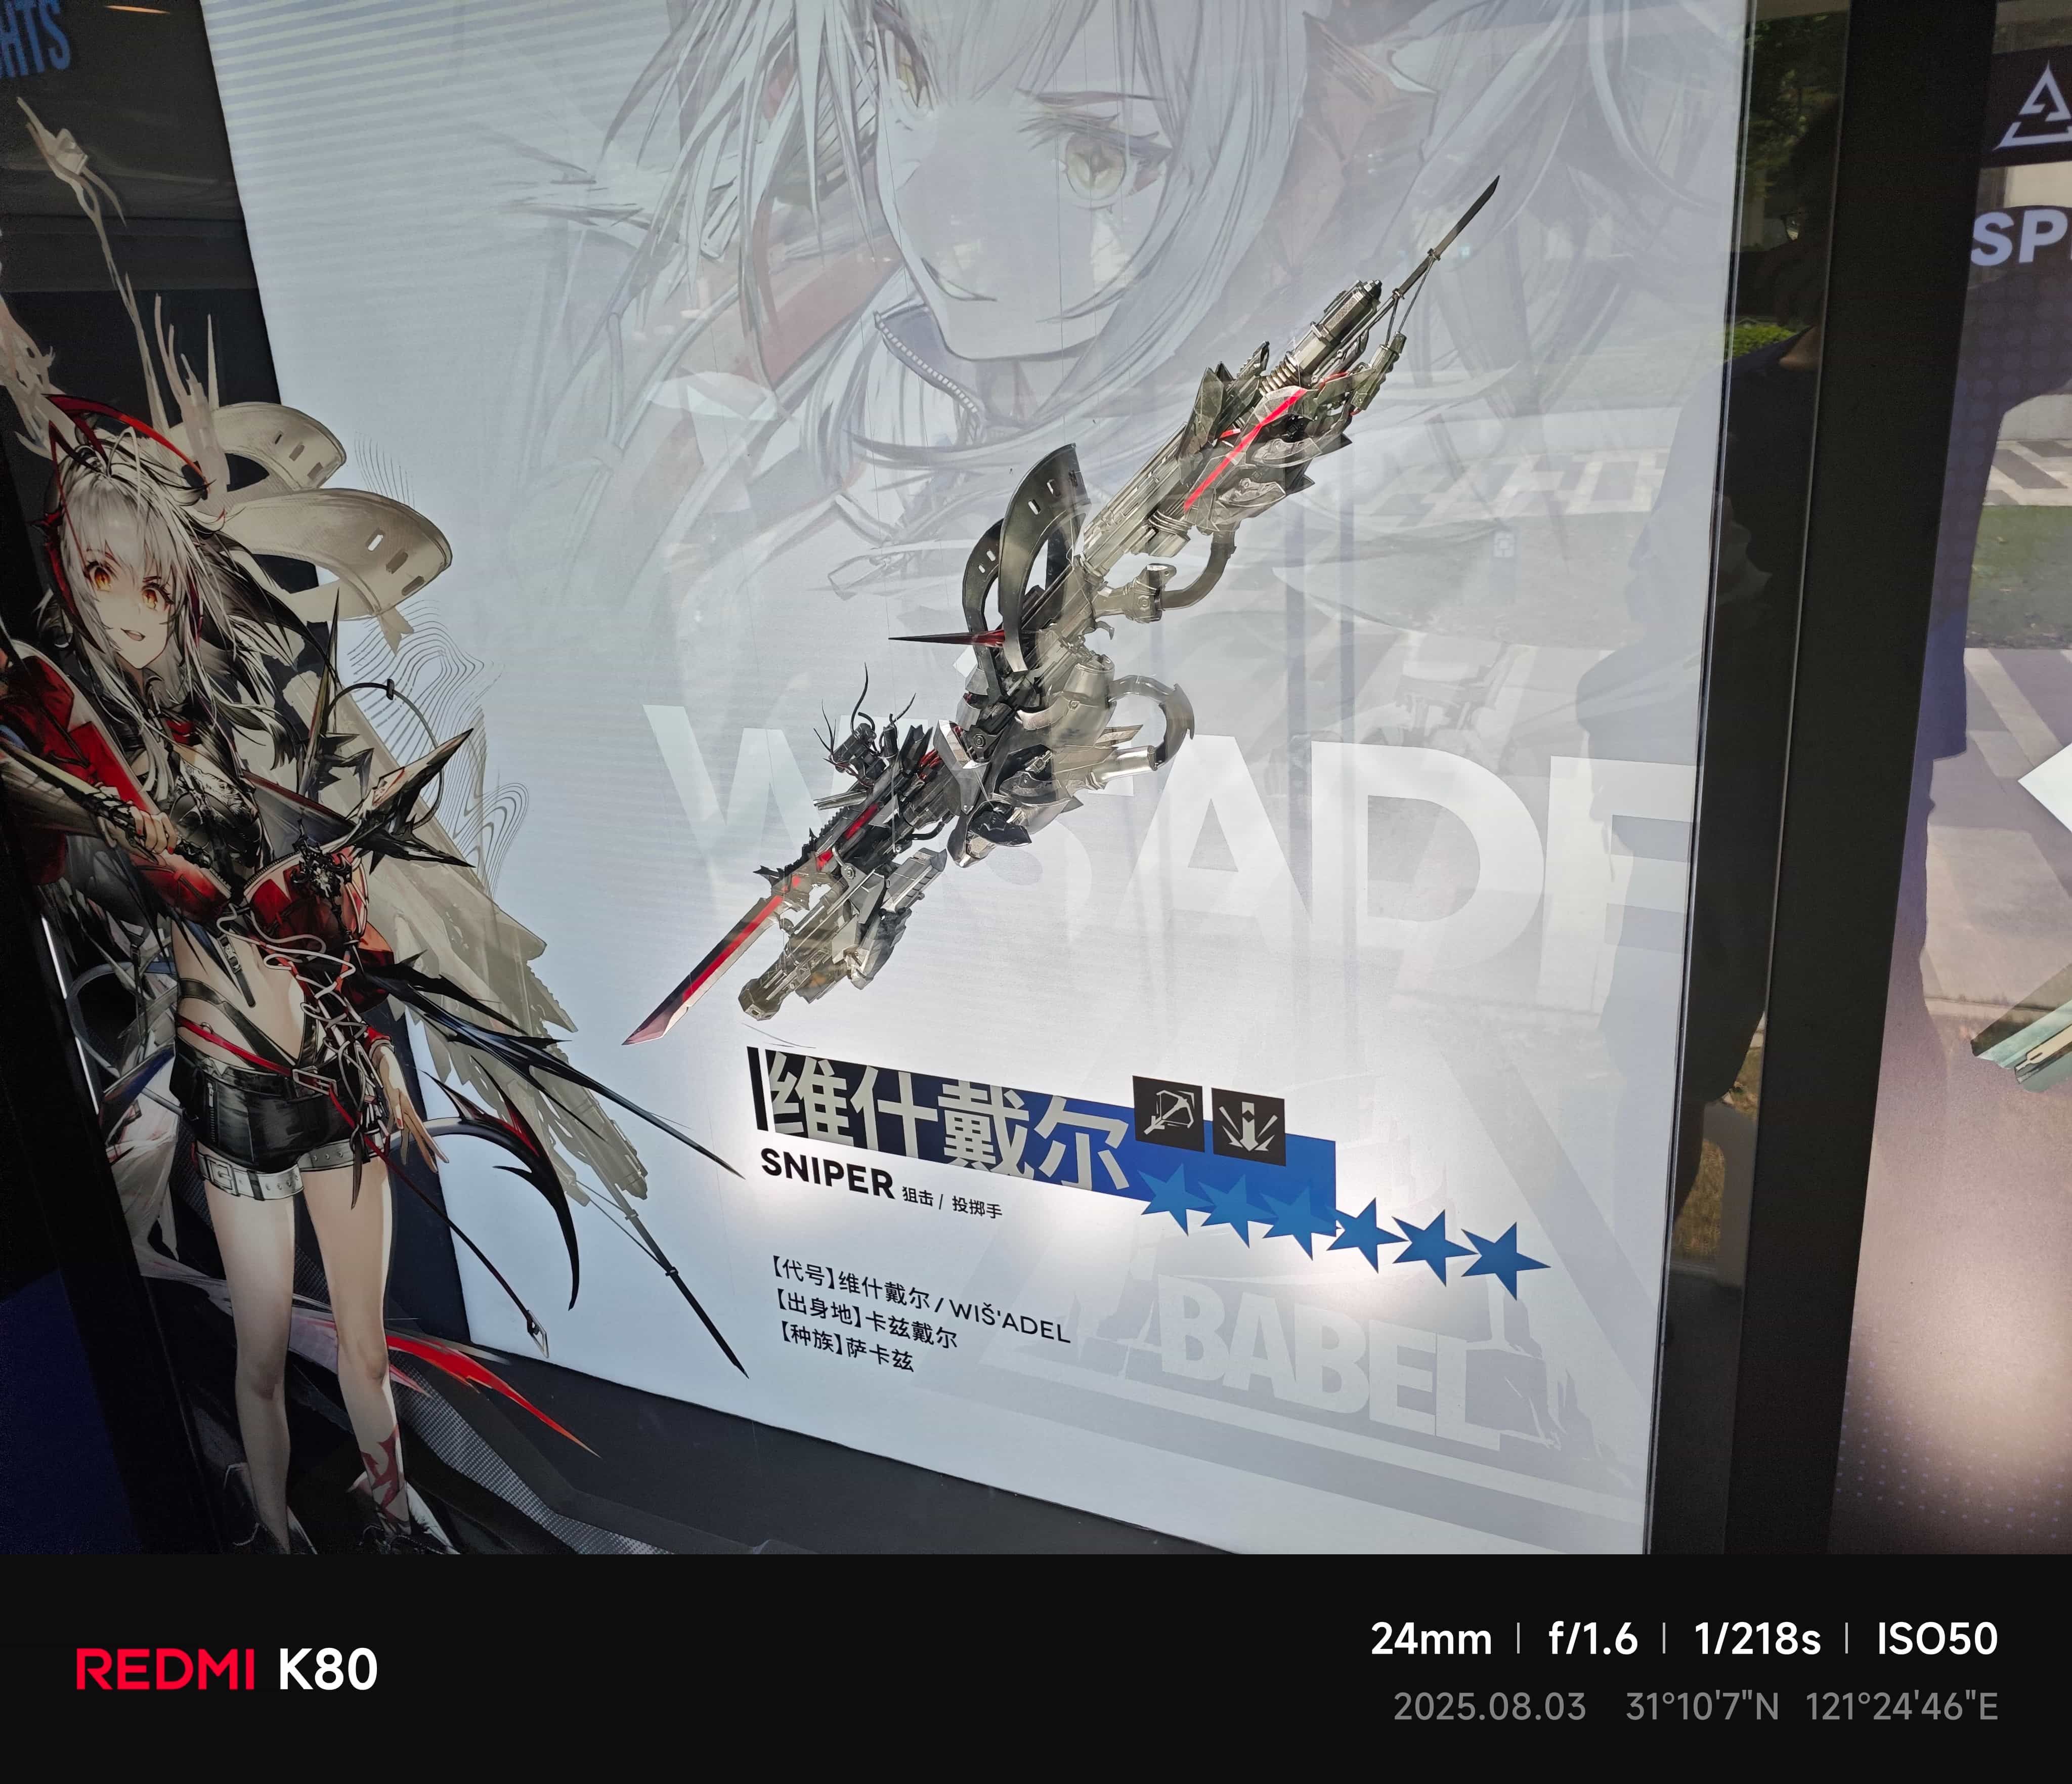 HTS
SP
WIŠ'ADE
维什戴尔
SNIPER 狙击 / 投掷手
【代号】维什戴尔 / WIŠ'ADEL
【出身地】卡兹戴尔
【种族】萨卡兹
BABEL
REDMI K80
24mm | f/1.6 | 1/218s | ISO50
2025.08.03 31°10'7"N 121°24'46"E